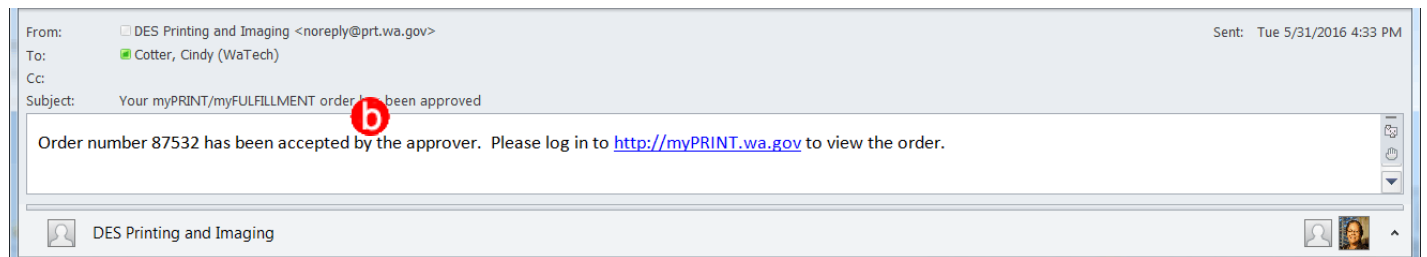 From: DES Printing and Imaging <noreply@prt.wa.gov> Sent: Tue 5/31/2016 4:33 PM
To: Cotter, Cindy (WaTech)
Cc:
Subject: Your myPRINT/myFULFILLMENT order been approved
b
Order number 87532 has been accepted by the approver. Please log in to http://myPRINT.wa.gov to view the order.
DES Printing and Imaging